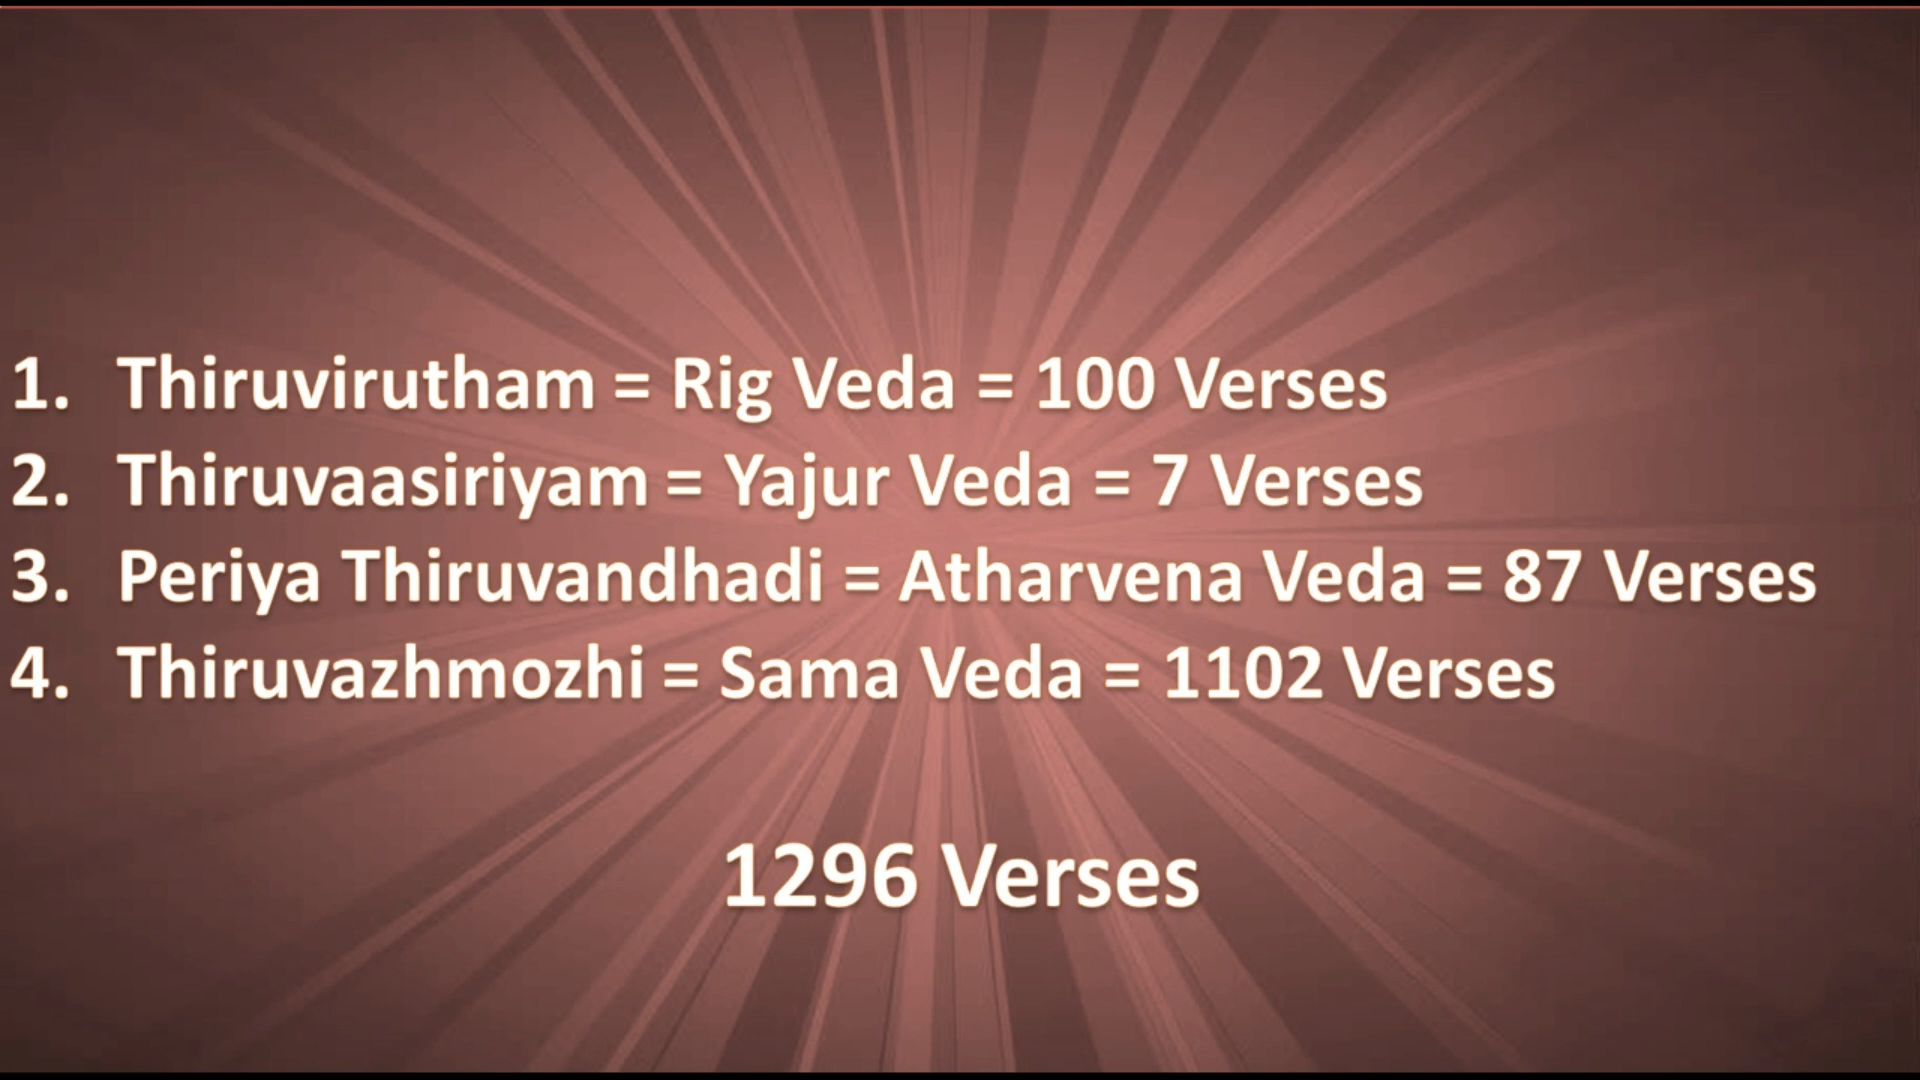 1. Thiruvirutham = Rig Veda = 100 Verses
2. Thiruvaasiriyam = Yajur Veda = 7 Verses
3. Periya Thiruvandhadi = Atharvena Veda = 87 Verses
4. Thiruvazhmozhi = Sama Veda = 1102 Verses
1296 Verses